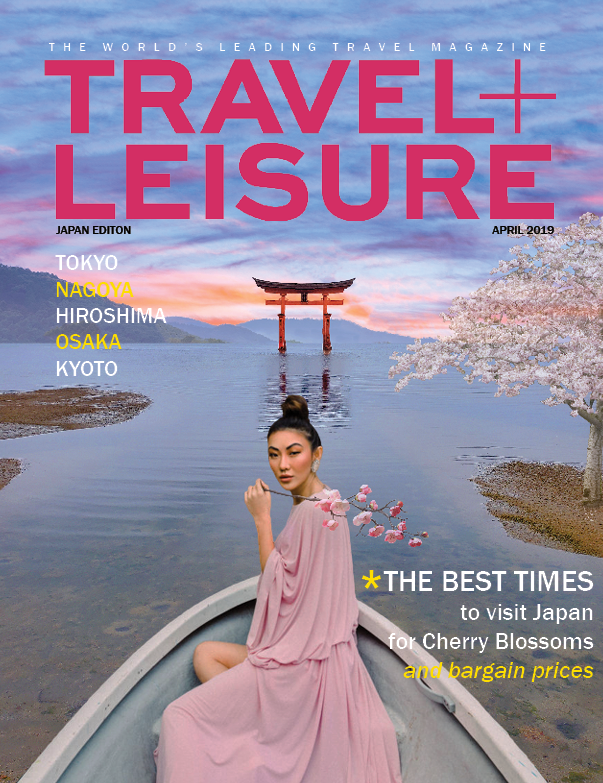 THE WORLD'S LEADING TRAVEL MAGAZINE
TRAVEL+
LEISURE
JAPAN EDITON
APRIL 2019
TOKYO
NAGOYA
HIROSHIMA
OSAKA
KYOTO
*THE BEST TIMES
to visit Japan
for Cherry Blossoms
and bargain prices